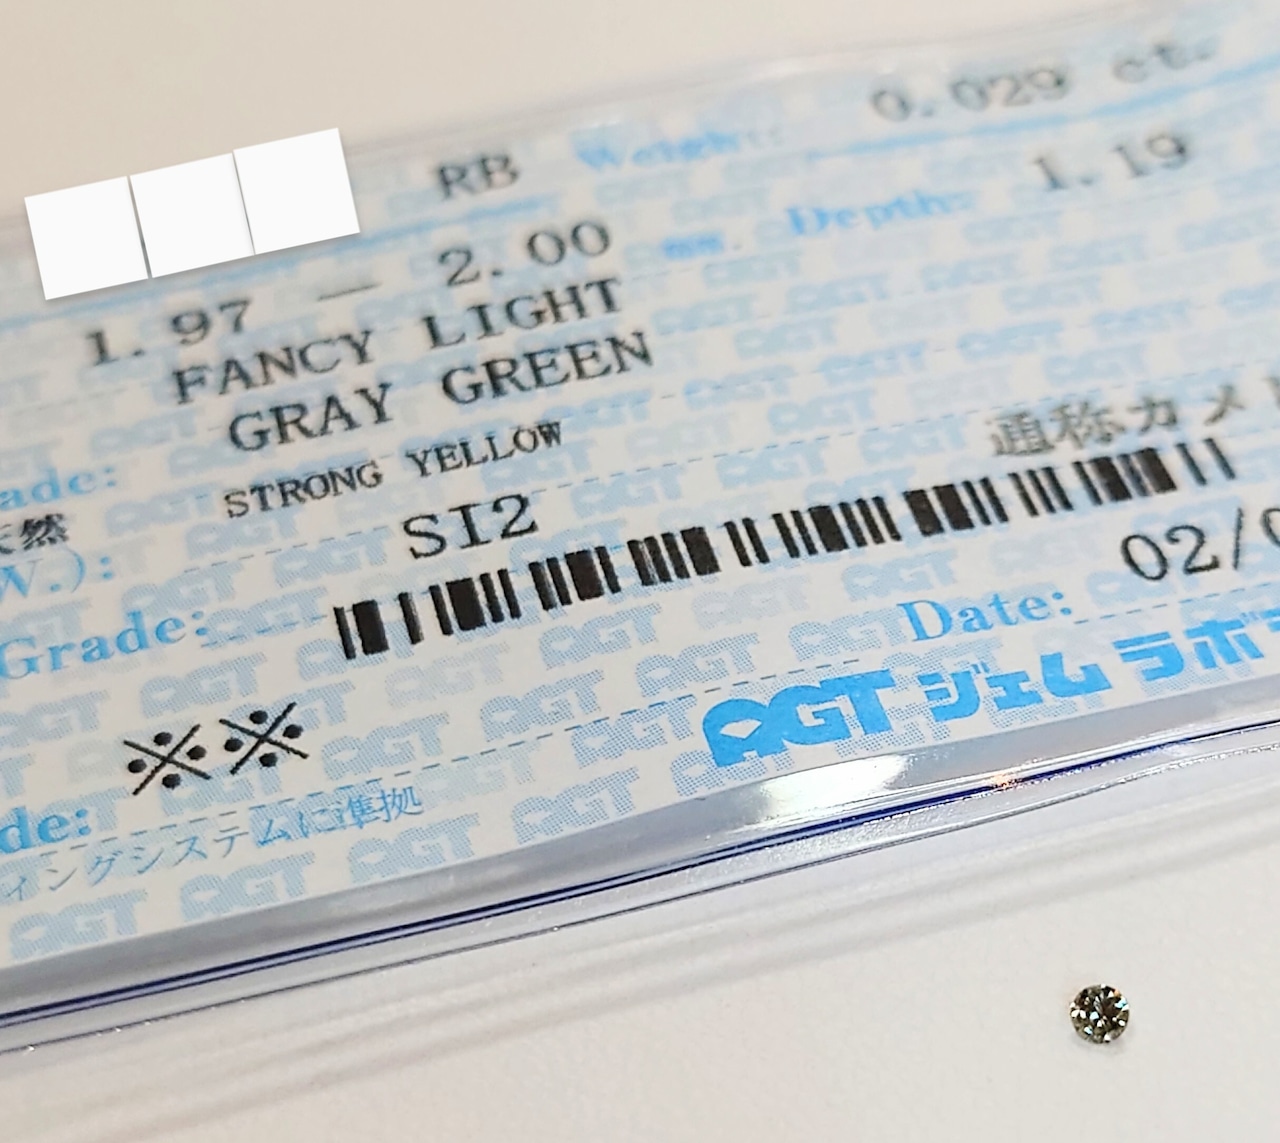 RB Weight: 0.029 ct.
1.97 — 2.00 mm. Depth: 1.19
FANCY LIGHT
GRAY GREEN
ade:
天然 STRONG YELLOW 通称カメ
W.):
SI2
Grade:
Date: 02/0
※※
AGT ジェムラボラ
de:
ィングシステムに準拠